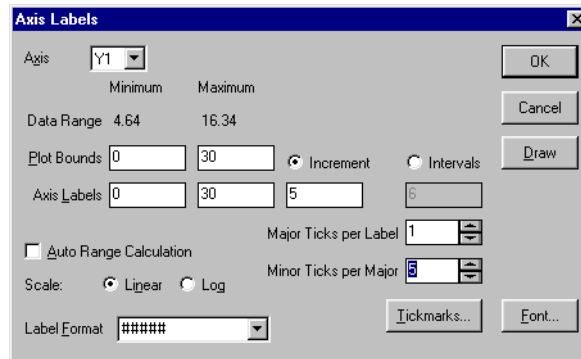 Axis Labels
Axis Y1 OK
Minimum Maximum
Cancel
Data Range 4.64 16.34
Plot Bounds 0 30 Increment Intervals Draw
Axis Labels 0 30 5 6
Major Ticks per Label 1
Auto Range Calculation
Minor Ticks per Major 5
Scale: Linear Log
Label Format ##### Tickmarks... Font...